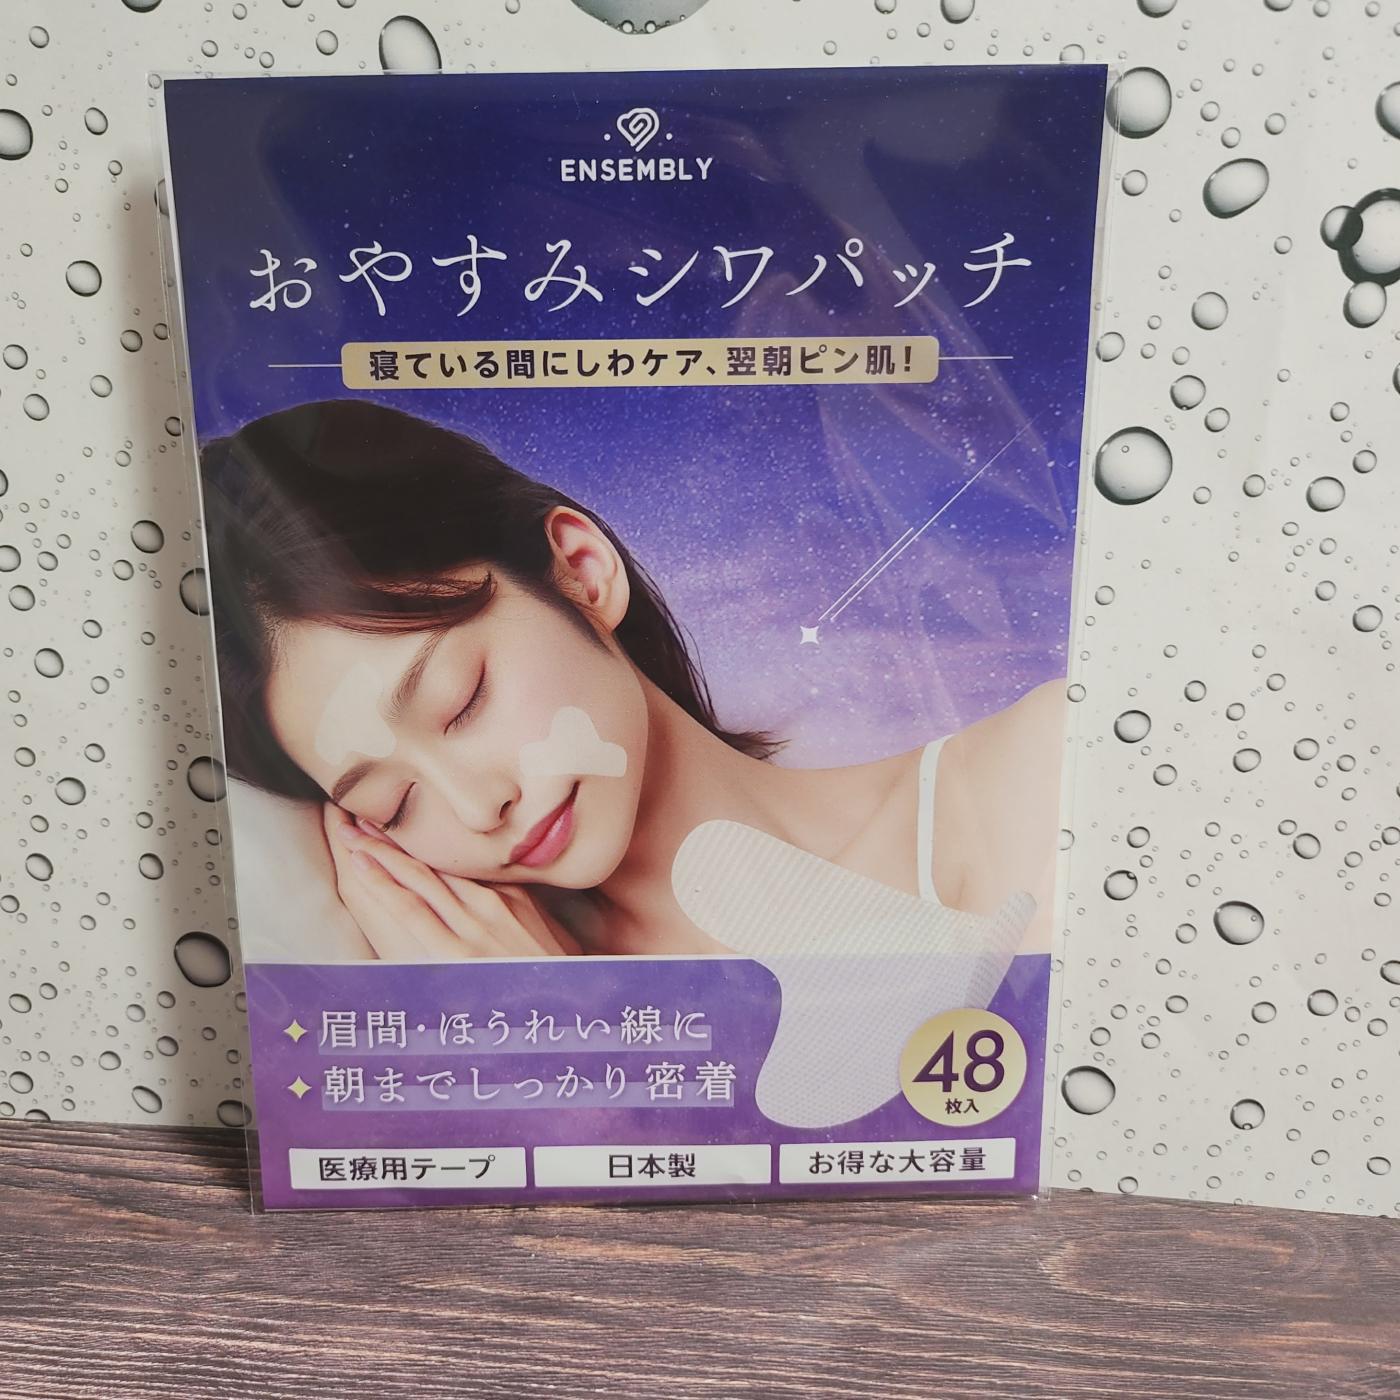 ENSEMBLY
おやすみシワパッチ
寝ている間にしわケア、翌朝ピン肌！
眉間・ほうれい線に
朝までしっかり密着
48
枚入
医療用テープ
日本製
お得な大容量